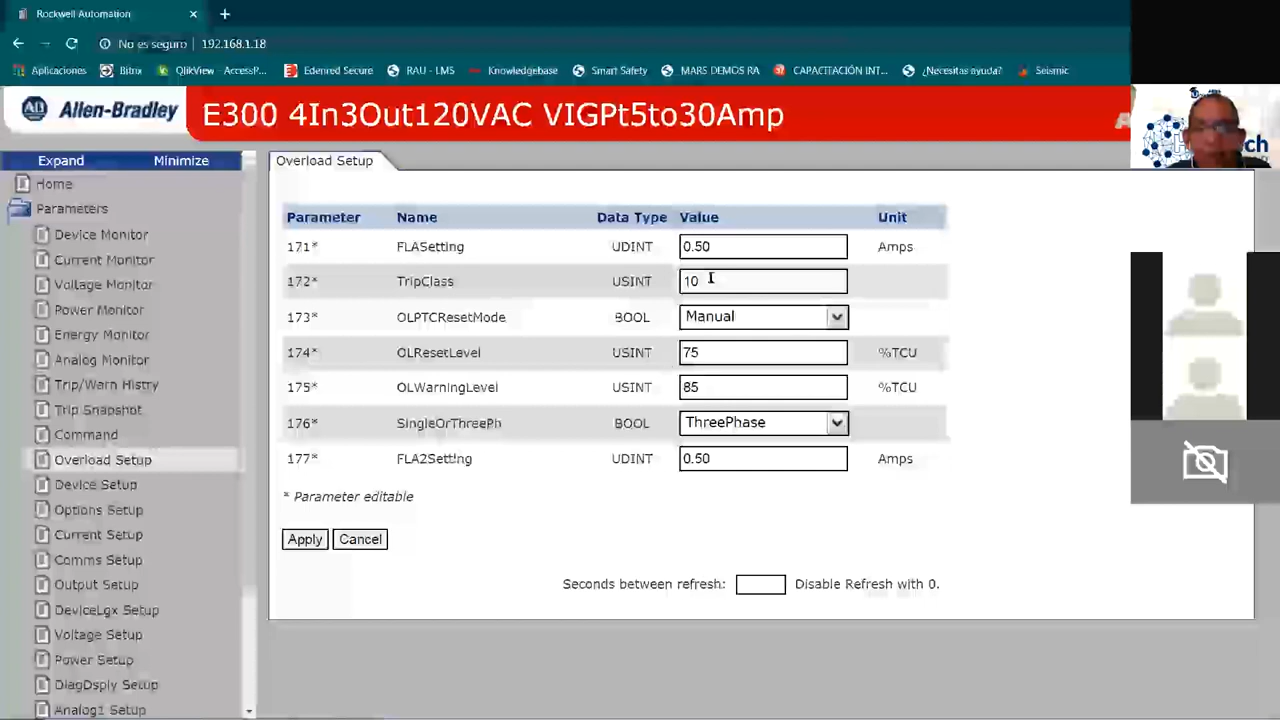 Rockwell Automation
No es seguro 192.168.1.18
Aplicaciones Bitrix QlikView - AccessP... Edenred Secure RAU - LMS Knowledgebase Smart Safety MARS DEMOS RA CAPACITACIÓN INT... ¿Necesitas ayuda? Seismic
AB Allen-Bradley E300 4In3Out120VAC VIGPt5to30Amp
Expand Minimize
Home
Parameters
Device Monitor
Current Monitor
Voltage Monitor
Power Monitor
Energy Monitor
Analog Monitor
Trip/Warn Histry
Trip Snapshot
Command
Overload Setup
Device Setup
Options Setup
Current Setup
Comms Setup
Output Setup
DeviceLgx Setup
Voltage Setup
Power Setup
DiagDsply Setup
Analog1 Setup
Overload Setup
Parameter Name Data Type Value Unit
171* FLASetting UDINT 0.50 Amps
172* TripClass USINT 10
173* OLPTCResetMode BOOL Manual
174* OLResetLevel USINT 75 %TCU
175* OLWarningLevel USINT 85 %TCU
176* SingleOrThreePh BOOL ThreePhase
177* FLA2Setting UDINT 0.50 Amps
* Parameter editable
Apply Cancel
Seconds between refresh: Disable Refresh with 0.